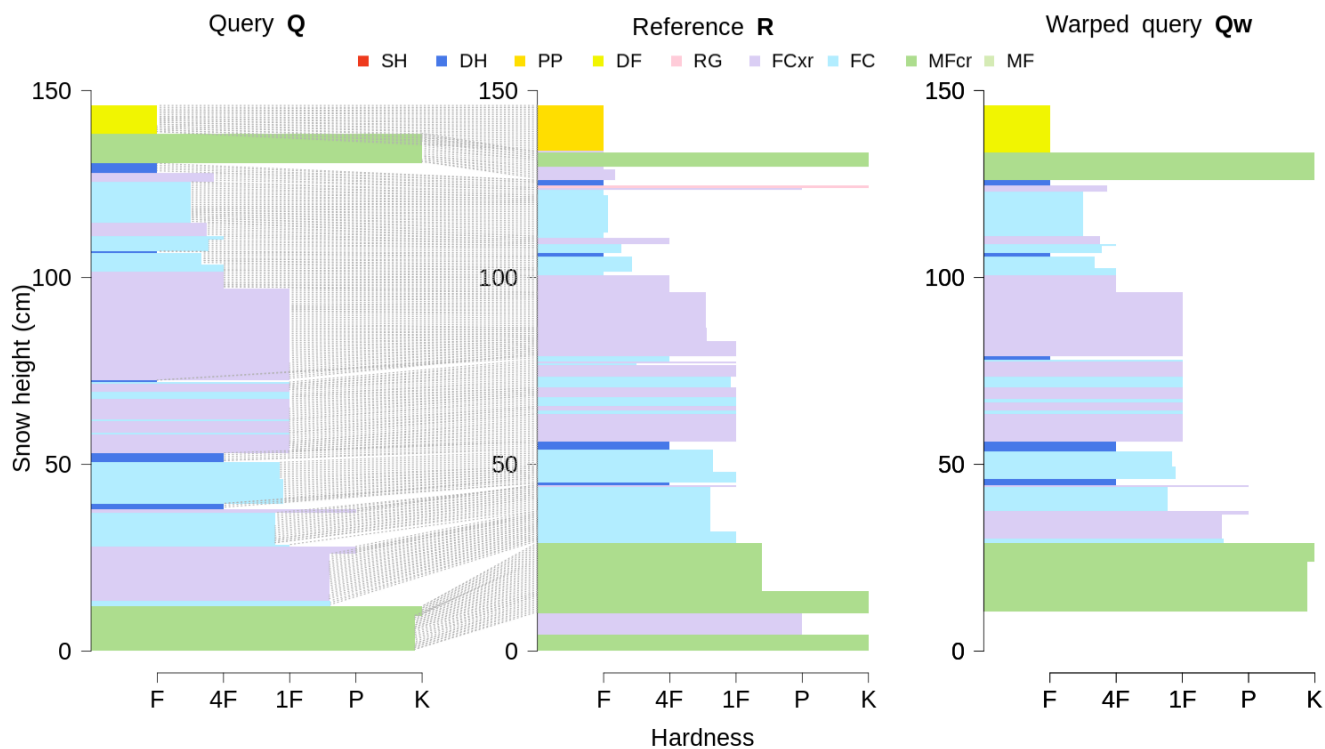 Query Q
Reference R
Warped query Qw
SH DH PP DF RG FCxr FC MFcr MF
150 150 150
100 100 100
50 50 50
0 0 0
Snow height (cm)
F 4F 1F P K F 4F 1F P K F 4F 1F P K
Hardness